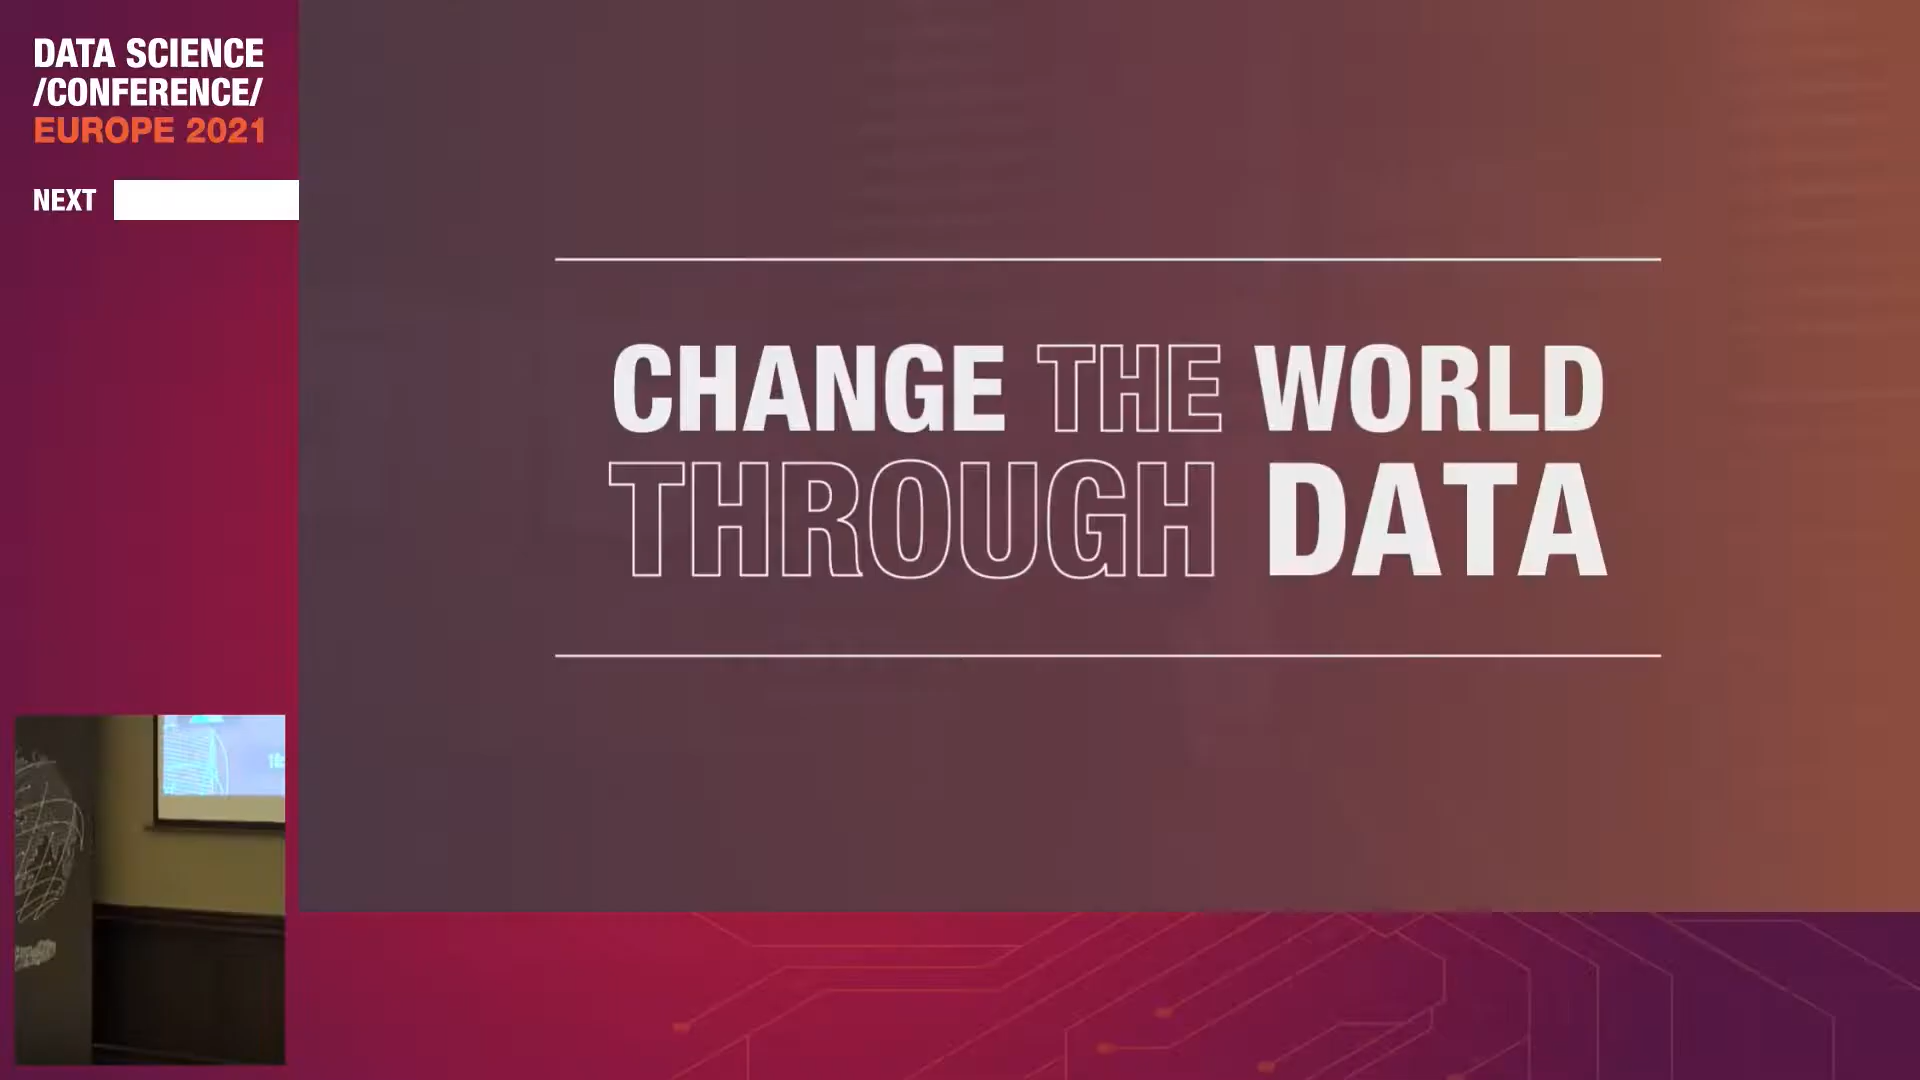 DATA SCIENCE
/CONFERENCE/
EUROPE 2021
NEXT
CHANGE THE WORLD
THROUGH DATA